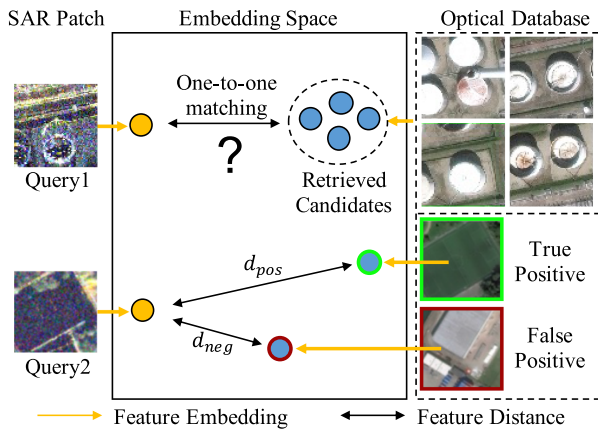 SAR Patch
Embedding Space
Optical Database
One-to-one
matching
?
Query1
Retrieved
Candidates
d_pos
True
Positive
d_neg
Query2
False
Positive
Feature Embedding
Feature Distance